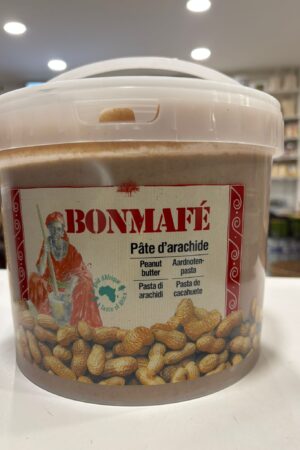 BONMAFÉ
Pâte d'arachide
Peanut
butter
Aardnoten-
pasta
Pasta di
arachidi
Pasta de
cacahuete